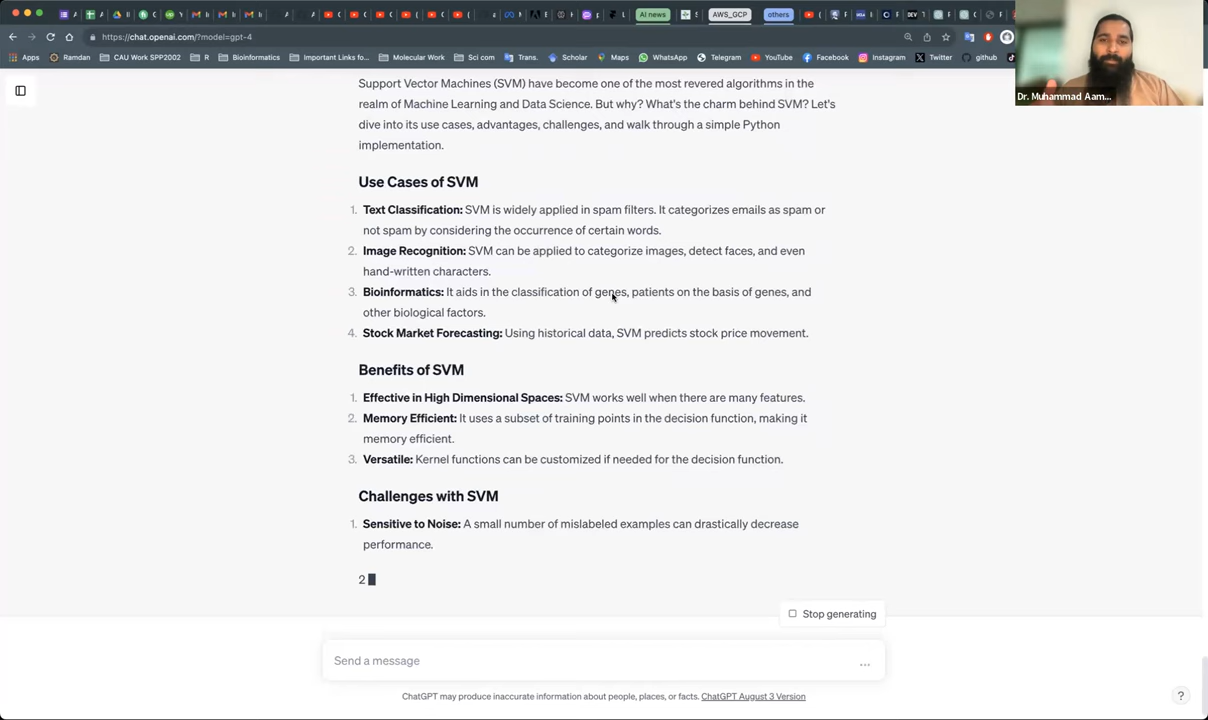 https://chat.openai.com/?model=gpt-4
AI news
AWS_GCP
others
Apps
Ramdan
CAU Work SPP2002
R
Bioinformatics
Important Links fo...
Molecular Work
Sci com
Trans.
Scholar
Maps
News
WhatsApp
Telegram
YouTube
Facebook
Instagram
Twitter
github
Dr. Muhammad Aam...
Support Vector Machines (SVM) have become one of the most revered algorithms in the
realm of Machine Learning and Data Science. But why? What's the charm behind SVM? Let's
dive into its use cases, advantages, challenges, and walk through a simple Python
implementation.
Use Cases of SVM
1. Text Classification: SVM is widely applied in spam filters. It categorizes emails as spam or
not spam by considering the occurrence of certain words.
2. Image Recognition: SVM can be applied to categorize images, detect faces, and even
hand-written characters.
3. Bioinformatics: It aids in the classification of genes, patients on the basis of genes, and
other biological factors.
4. Stock Market Forecasting: Using historical data, SVM predicts stock price movement.
Benefits of SVM
1. Effective in High Dimensional Spaces: SVM works well when there are many features.
2. Memory Efficient: It uses a subset of training points in the decision function, making it
memory efficient.
3. Versatile: Kernel functions can be customized if needed for the decision function.
Challenges with SVM
1. Sensitive to Noise: A small number of mislabeled examples can drastically decrease
performance.
2
Stop generating
Send a message
...
ChatGPT may produce inaccurate information about people, places, or facts. ChatGPT August 3 Version
?